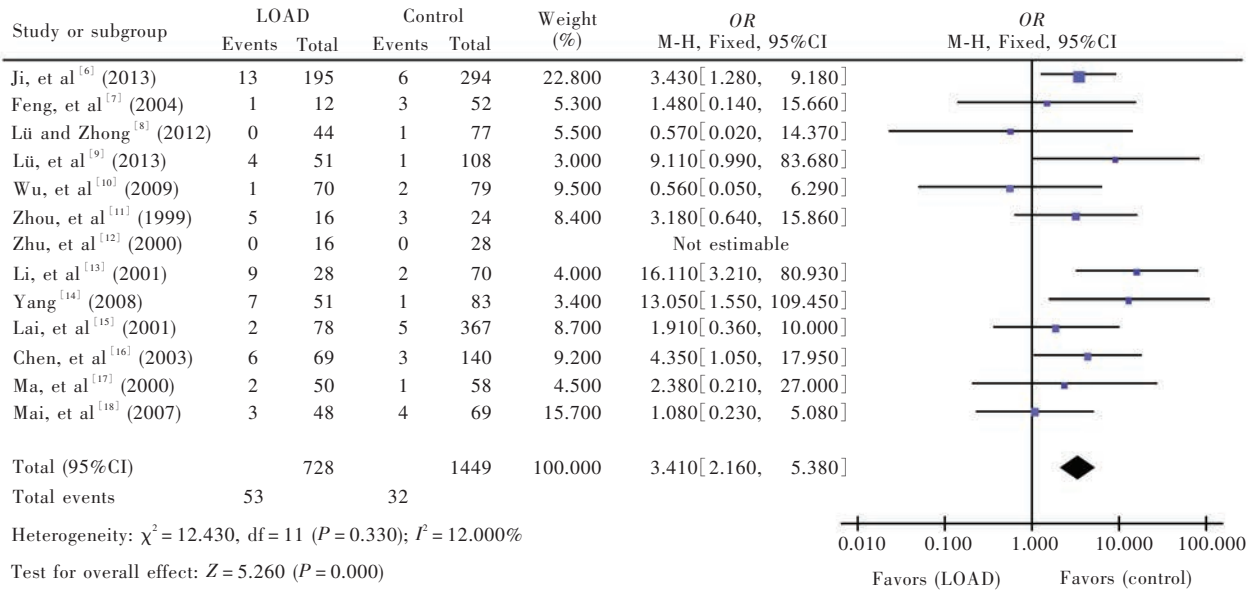 Study or subgroup LOAD Control Weight (%) OR M-H, Fixed, 95%CI OR M-H, Fixed, 95%CI
Events Total Events Total
Ji, et al [6] (2013) 13 195 6 294 22.800 3.430[1.280, 9.180]
Feng, et al [7] (2004) 1 12 3 52 5.300 1.480[0.140, 15.660]
Lü and Zhong [8] (2012) 0 44 1 77 5.500 0.570[0.020, 14.370]
Lü, et al [9] (2013) 4 51 1 108 3.000 9.110[0.990, 83.680]
Wu, et al [10] (2009) 1 70 2 79 9.500 0.560[0.050, 6.290]
Zhou, et al [11] (1999) 5 16 3 24 8.400 3.180[0.640, 15.860]
Zhu, et al [12] (2000) 0 16 0 28 Not estimable
Li, et al [13] (2001) 9 28 2 70 4.000 16.110[3.210, 80.930]
Yang [14] (2008) 7 51 1 83 3.400 13.050[1.550, 109.450]
Lai, et al [15] (2001) 2 78 5 367 8.700 1.910[0.360, 10.000]
Chen, et al [16] (2003) 6 69 3 140 9.200 4.350[1.050, 17.950]
Ma, et al [17] (2000) 2 50 1 58 4.500 2.380[0.210, 27.000]
Mai, et al [18] (2007) 3 48 4 69 15.700 1.080[0.230, 5.080]
Total (95%CI) 728 1449 100.000 3.410[2.160, 5.380]
Total events 53 32
Heterogeneity: χ² = 12.430, df = 11 (P = 0.330); I² = 12.000%
Test for overall effect: Z = 5.260 (P = 0.000)
0.010 0.100 1.000 10.000 100.000
Favors (LOAD) Favors (control)